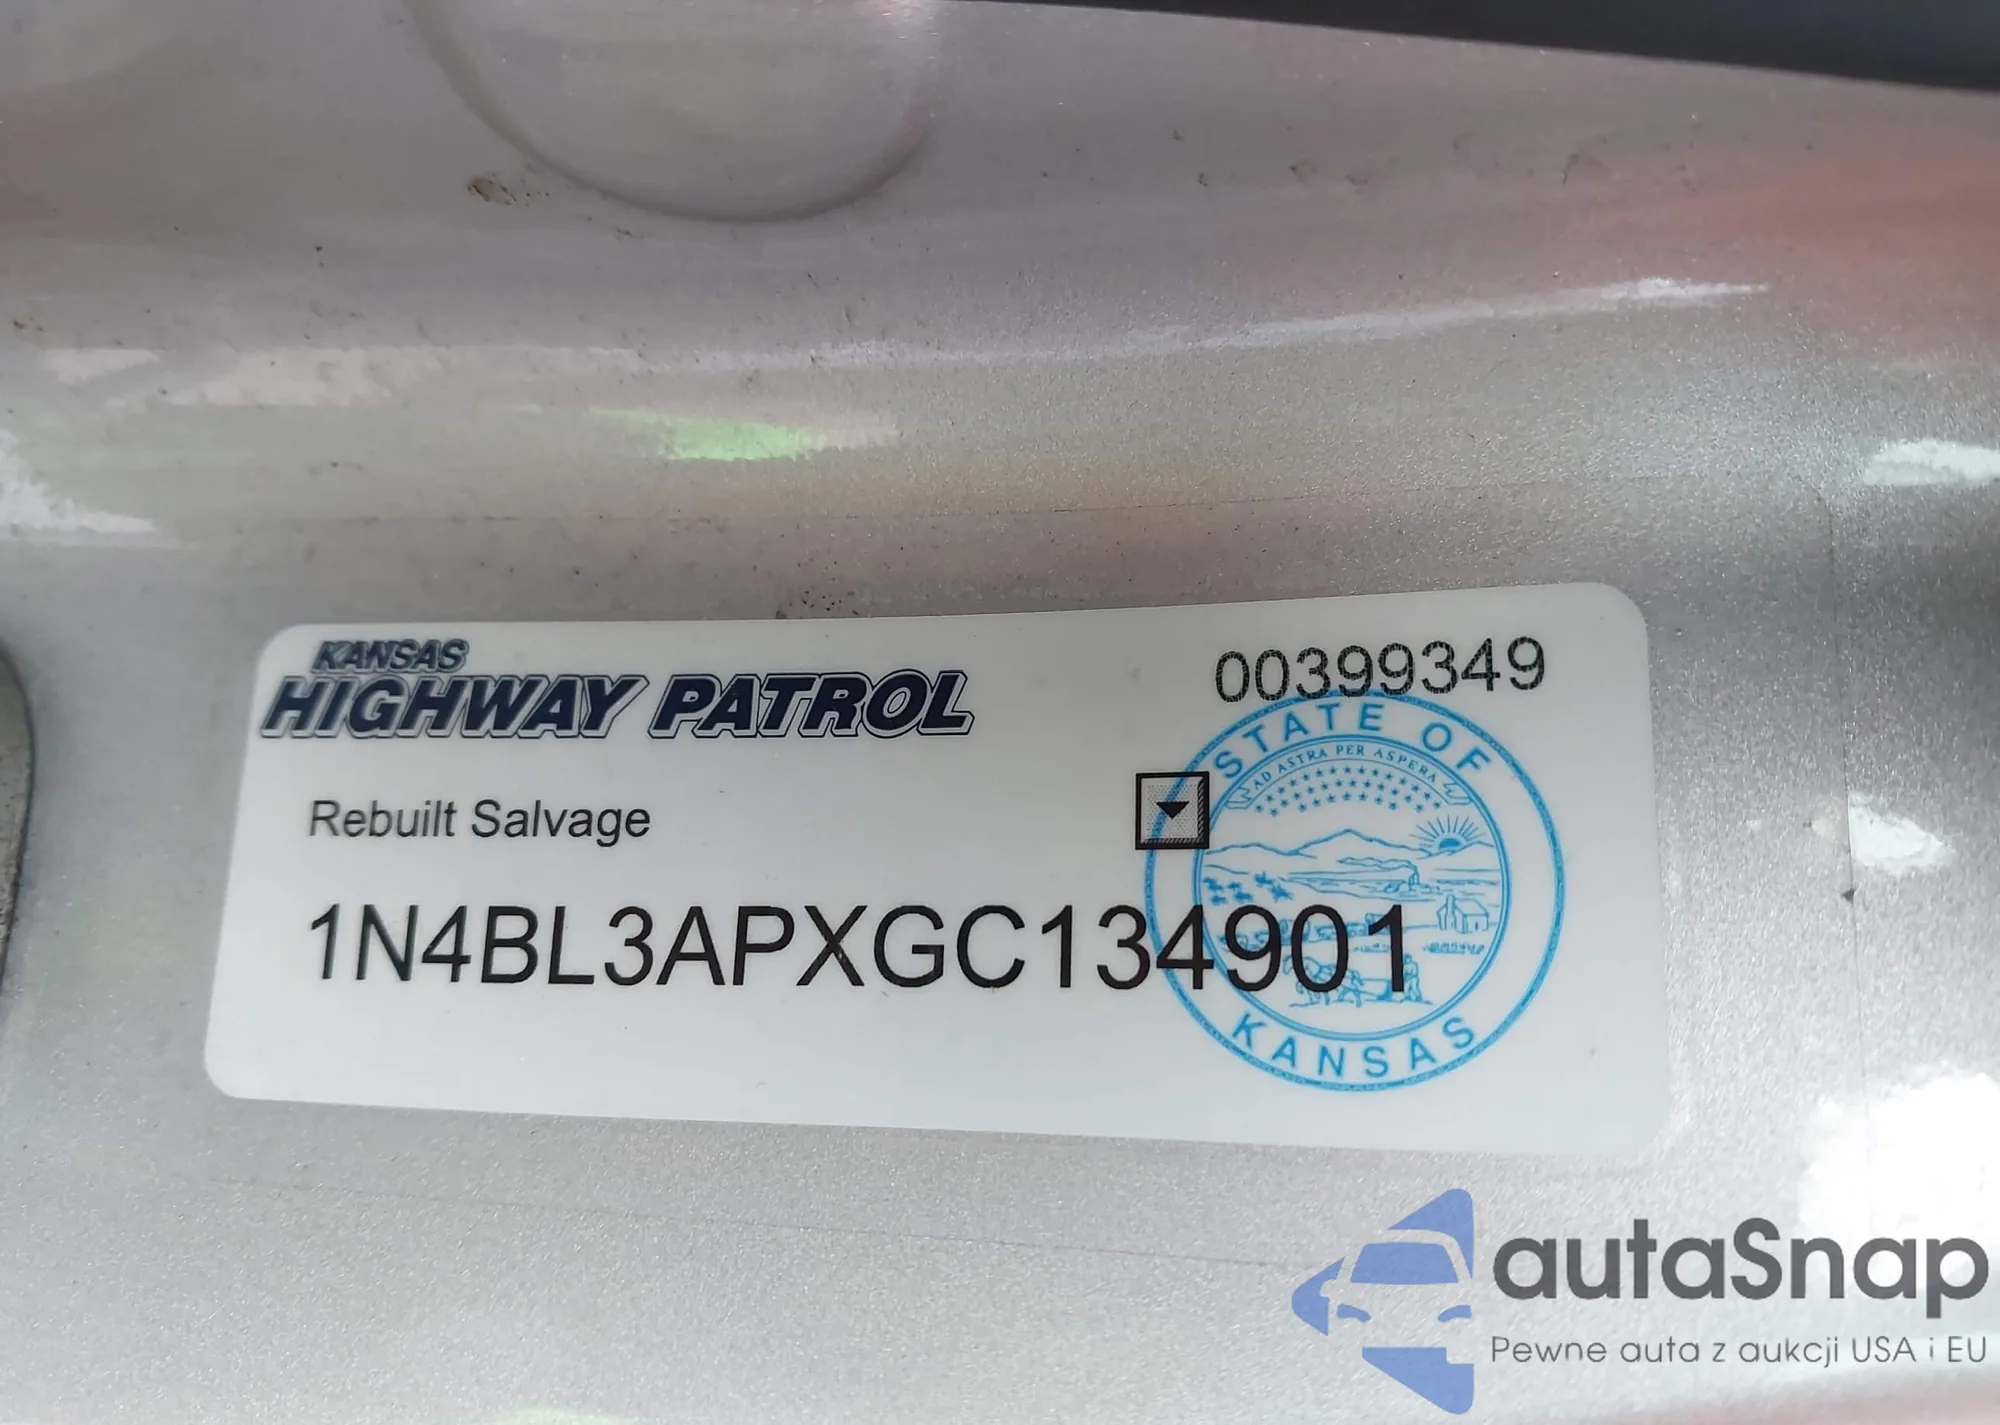 KANSAS
HIGHWAY PATROL
00399349
Rebuilt Salvage
1N4BL3APXGC134901
STATE OF
AD ASTRA PER ASPERA
KANSAS
autaSnap
Pewne auta z aukcji USA i EU